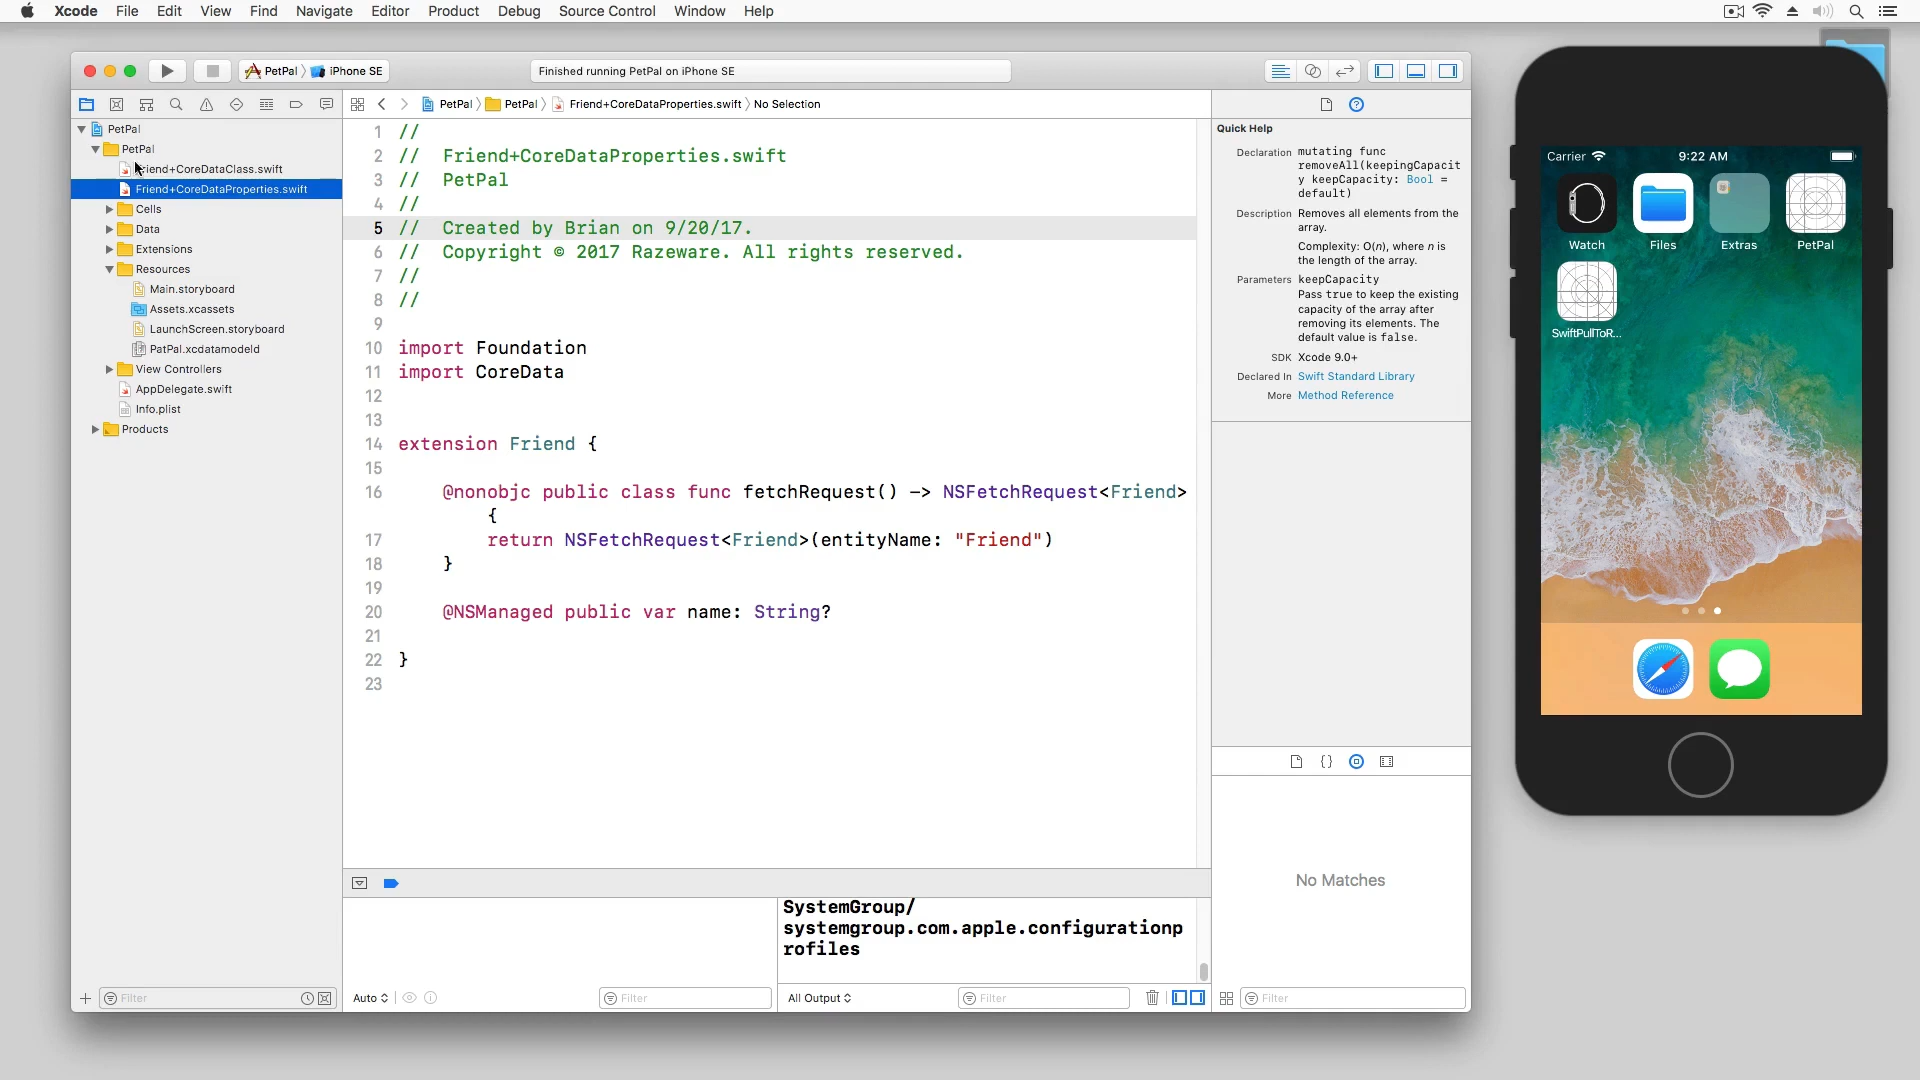 Xcode File Edit View Find Navigate Editor Product Debug Source Control Window Help
PetPal iPhone SE
Finished running PetPal on iPhone SE
PetPal PetPal Friend+CoreDataProperties.swift No Selection
PetPal
PetPal
Friend+CoreDataClass.swift
Friend+CoreDataProperties.swift
Cells
Data
Extensions
Resources
Main.storyboard
Assets.xcassets
LaunchScreen.storyboard
PatPal.xcdatamodeld
View Controllers
AppDelegate.swift
Info.plist
Products
Filter
1 //
2 // Friend+CoreDataProperties.swift
3 // PetPal
4 //
5 // Created by Brian on 9/20/17.
6 // Copyright © 2017 Razeware. All rights reserved.
7 //
8 //
9
10 import Foundation
11 import CoreData
12
13
14 extension Friend {
15
16 @nonobjc public class func fetchRequest() -> NSFetchRequest<Friend>
{
17 return NSFetchRequest<Friend>(entityName: "Friend")
18 }
19
20 @NSManaged public var name: String?
21
22 }
23
Auto
Filter
SystemGroup/
systemgroup.com.apple.configurationp
rofiles
All Output
Filter
Quick Help
Declaration mutating func
removeAll(keepingCapacit
y keepCapacity: Bool =
default)
Description Removes all elements from the
array.
Complexity: O(n), where n is
the length of the array.
Parameters keepCapacity
Pass true to keep the existing
capacity of the array after
removing its elements. The
default value is false.
SDK Xcode 9.0+
Declared In Swift Standard Library
More Method Reference
{}
No Matches
Filter
Carrier 9:22 AM
Watch Files Extras PetPal
SwiftPullToR...